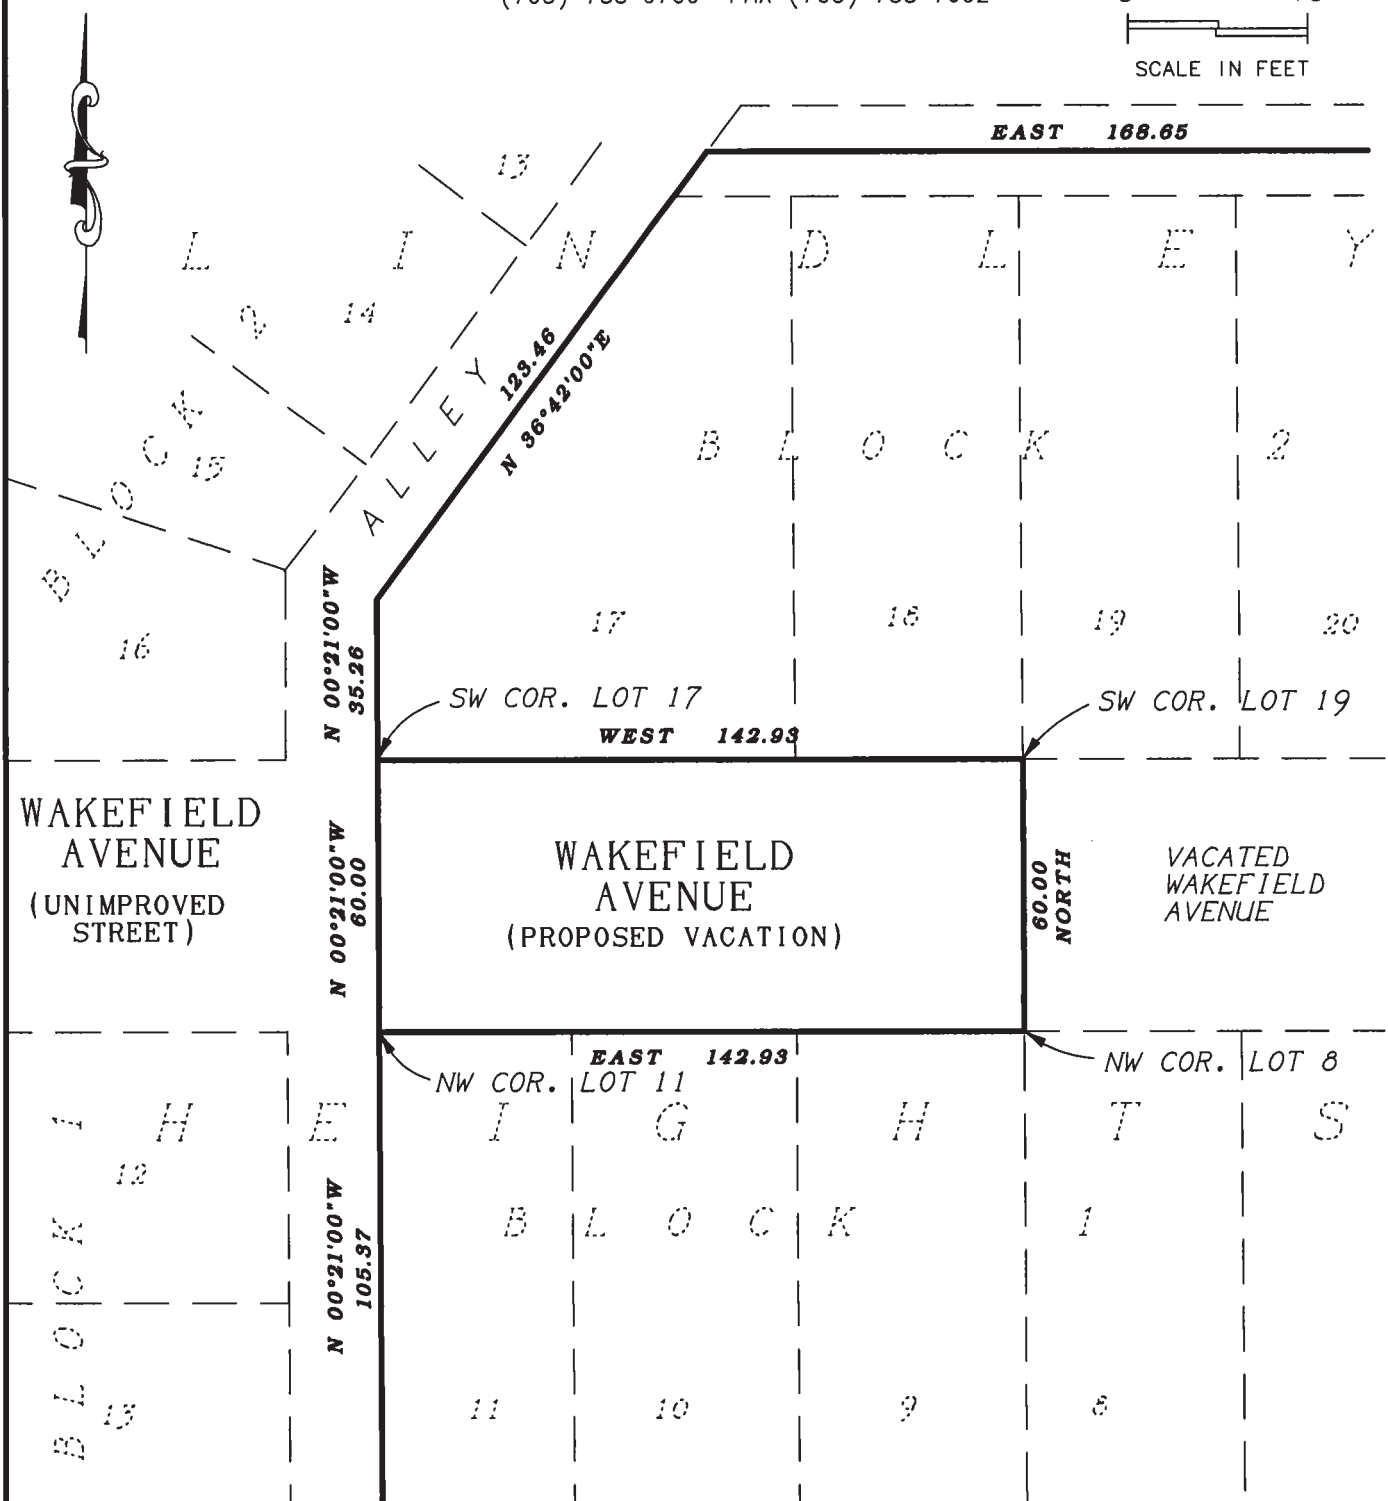 SCALE IN FEET
EAST 168.65
13
L I N D L E Y
BLOCK 2
14
15
16
ALLEY
123.46
N 36°42'00"E
BLOCK 2
17
18
19
20
N 00°21'00"W
35.26
SW COR. LOT 17
SW COR. LOT 19
WEST 142.93
WAKEFIELD
AVENUE
(UNIMPROVED
STREET)
N 00°21'00"W
60.00
WAKEFIELD
AVENUE
(PROPOSED VACATION)
60.00
NORTH
VACATED
WAKEFIELD
AVENUE
EAST 142.93
NW COR. LOT 11
NW COR. LOT 8
H E I G H T S
BLOCK 1
12
13
N 00°21'00"W
105.37
BLOCK 1
11
10
9
8